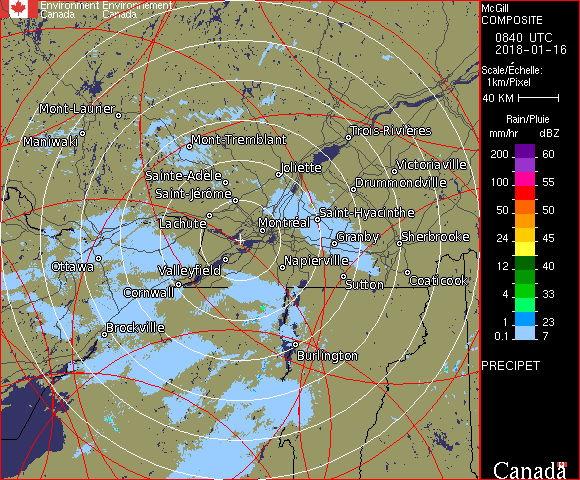 Environment Environnement
Canada Canada
McGill
COMPOSITE
0840 UTC
2018-01-16
Scale/Échelle:
1km/Pixel
40 KM
Rain/Pluie
mm/hr dBZ
200 60
100 55
50 50
24 45
12 40
4 33
1 23
0.1 7
PRECIPET
Canada
Mont-Laurier
Maniwaki
Mont-Tremblant
Trois-Rivières
Victoriaville
Joliette
Sainte-Adele
Drummondville
Saint-Jérôme
Saint-Hyacinthe
Lachute
Montréal
Granby
Sherbrooke
Ottawa
Valleyfield
Napierville
Cornwall
Sutton
Coaticook
Brockville
Burlington